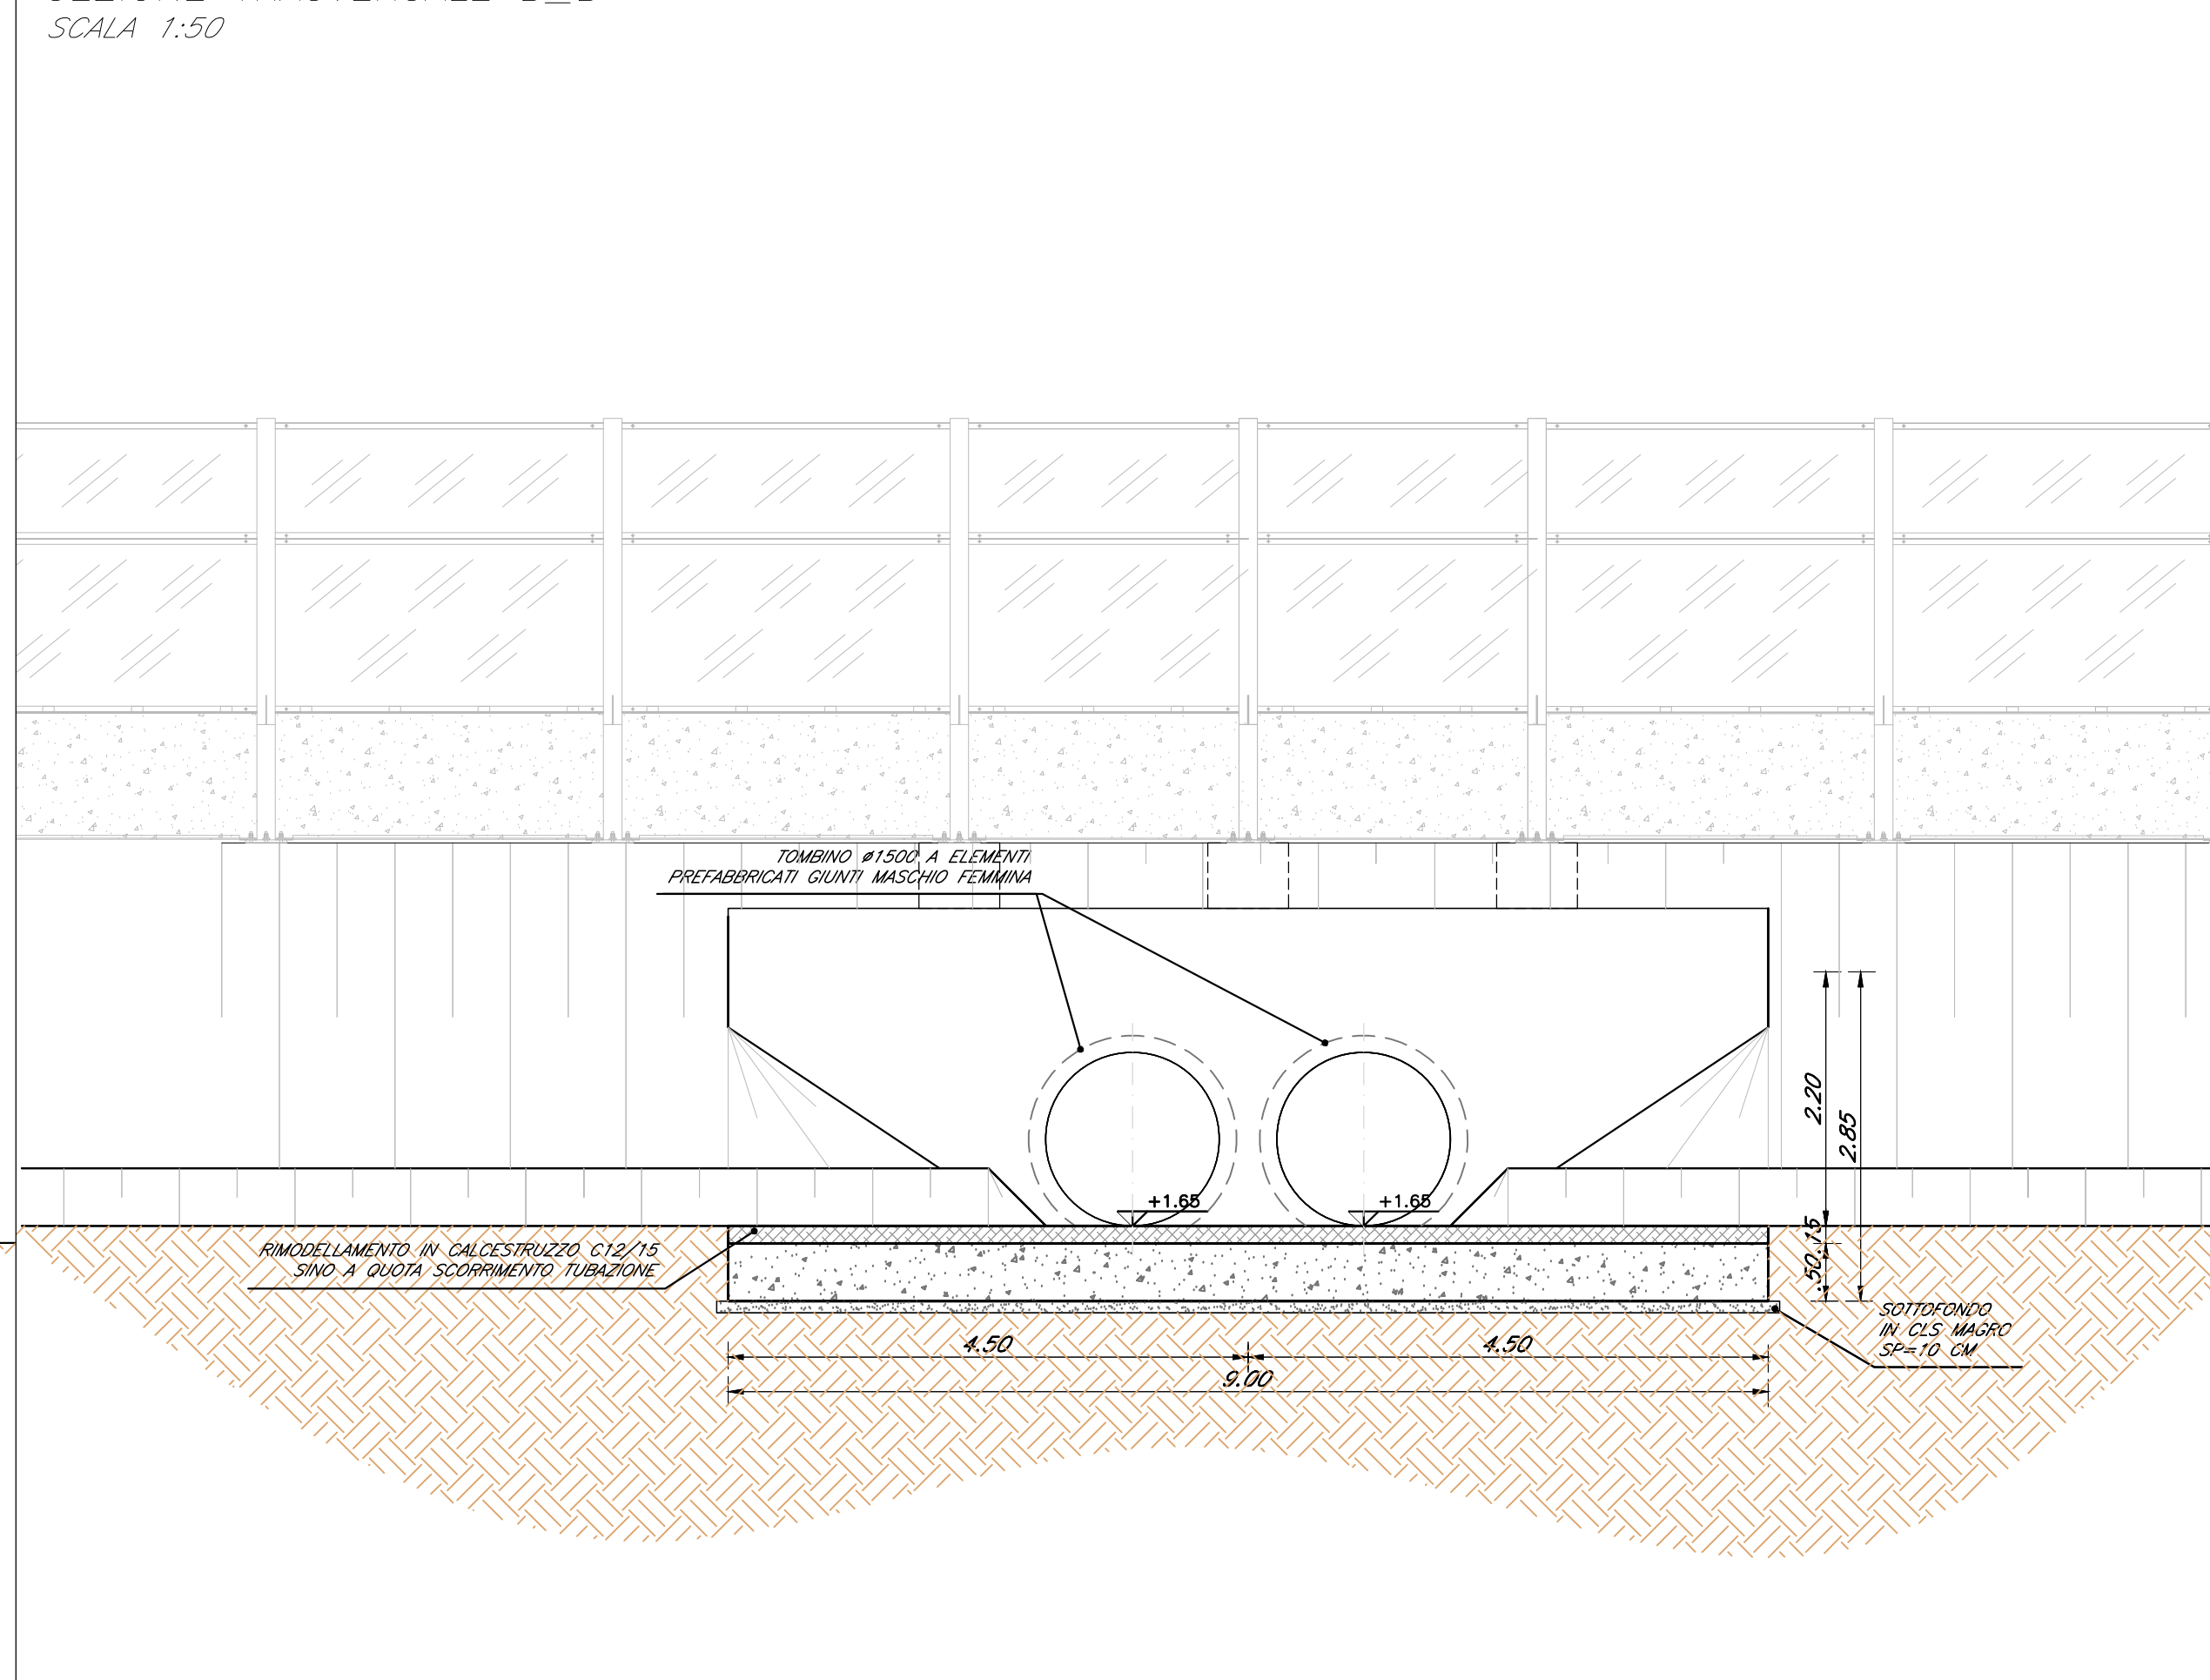 SCALA 1:50
TOMBINO ø1500 A ELEMENTI
PREFABBRICATI GIUNTI MASCHIO FEMMINA
2.20
2.85
+1.65
+1.65
.15
.50
RIMODELLAMENTO IN CALCESTRUZZO C12/15
SINO A QUOTA SCORRIMENTO TUBAZIONE
SOTTOFONDO
IN CLS MAGRO
SP=10 CM
4.50
4.50
9.00